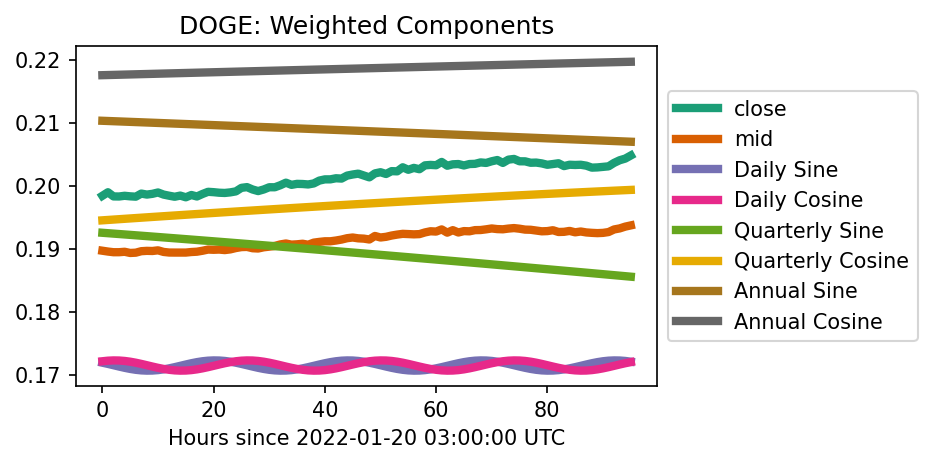 DOGE: Weighted Components
0.22
0.21
0.20
0.19
0.18
0.17
0 20 40 60 80
Hours since 2022-01-20 03:00:00 UTC
close
mid
Daily Sine
Daily Cosine
Quarterly Sine
Quarterly Cosine
Annual Sine
Annual Cosine